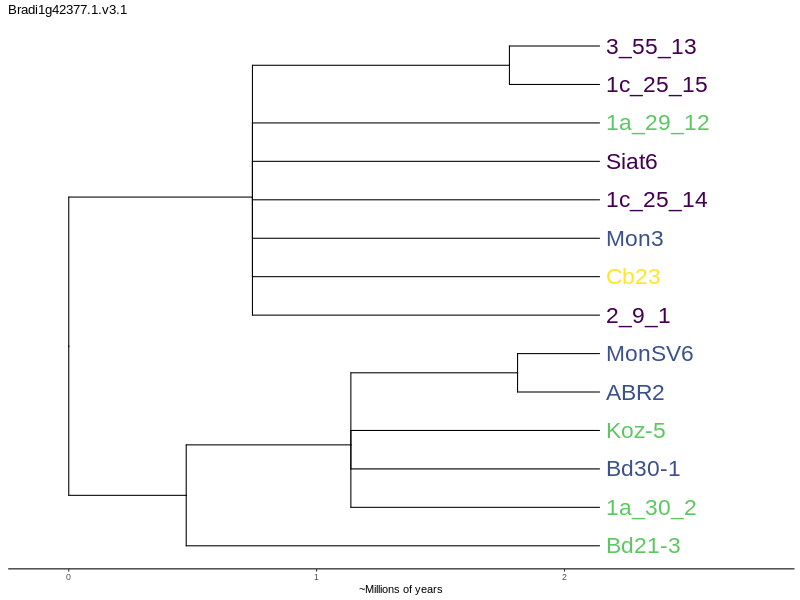 Bradi1g42377.1.v3.1
3_55_13
1c_25_15
1a_29_12
Siat6
1c_25_14
Mon3
Cb23
2_9_1
MonSV6
ABR2
Koz-5
Bd30-1
1a_30_2
Bd21-3
0 1 2
~Millions of years